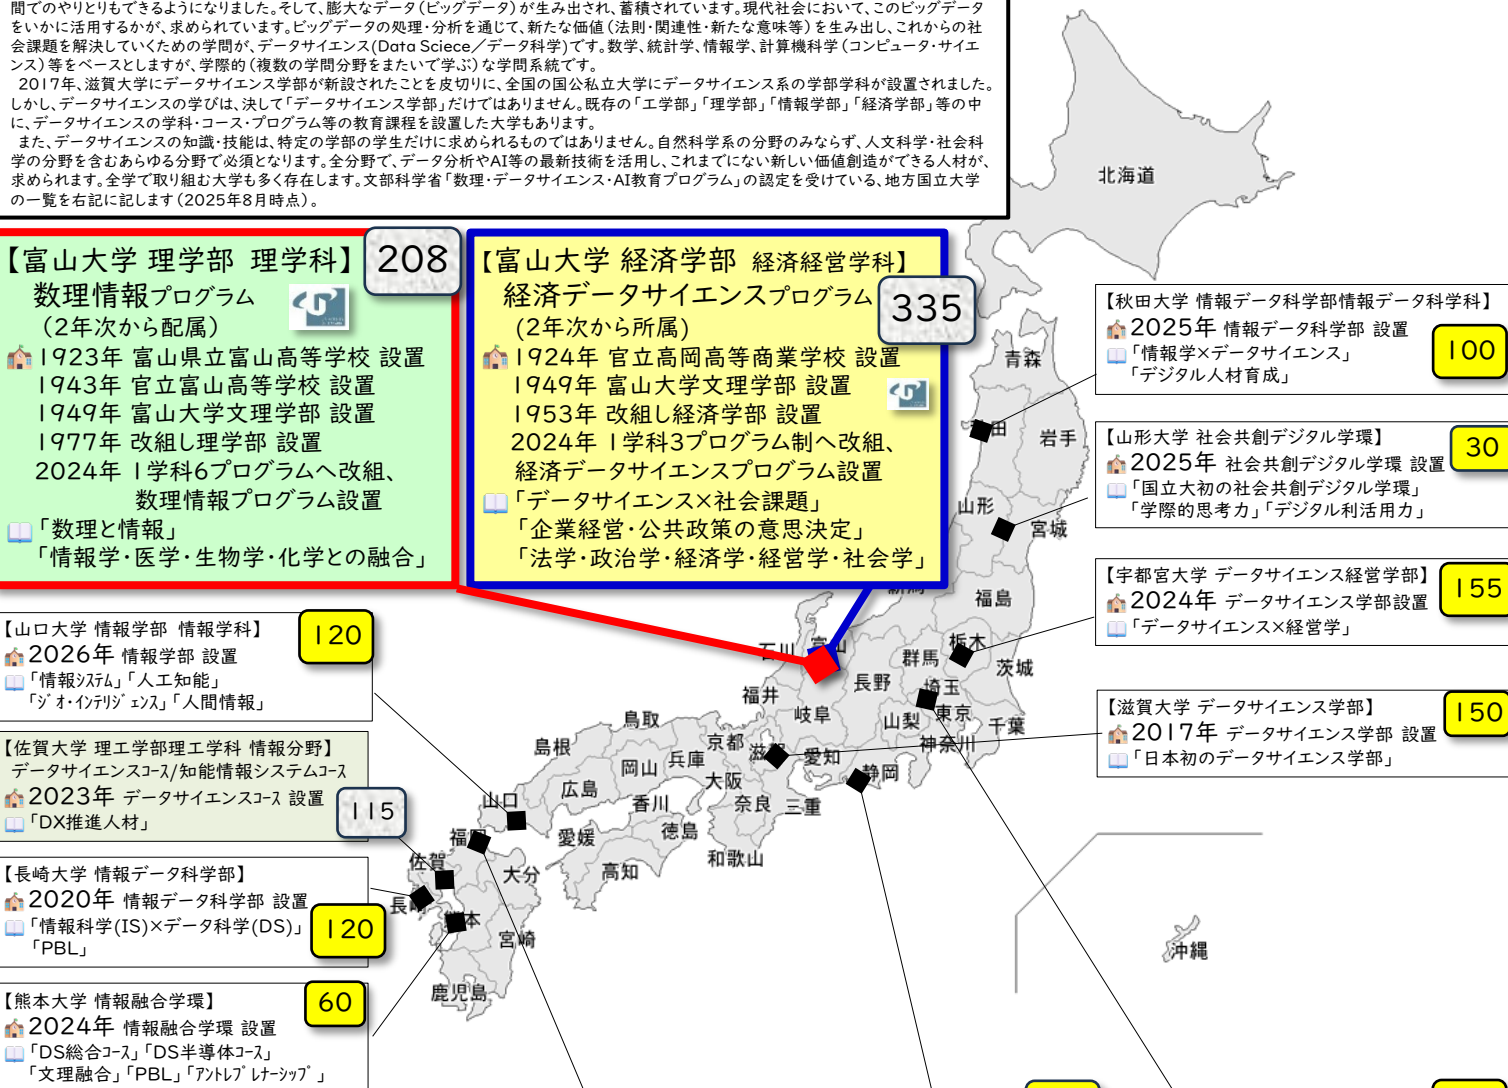 間でのやりとりもできるようになりました。そして、膨大なデータ(ビッグデータ)が生み出され、蓄積されています。現代社会において、このビッグデータ
をいかに活用するかが、求められています。ビッグデータの処理・分析を通じて、新たな価値(法則・関連性・新たな意味等)を生み出し、これからの社
会課題を解決していくための学問が、データサイエンス(Data Sciece/データ科学)です。数学、統計学、情報学、計算機科学(コンピュータ・サイエ
ンス)等をベースとしますが、学際的(複数の学問分野をまたいで学ぶ)な学問系統です。
2017年、滋賀大学にデータサイエンス学部が新設されたことを皮切りに、全国の国公私立大学にデータサイエンス系の学部学科が設置されました。
しかし、データサイエンスの学びは、決して「データサイエンス学部」だけではありません。既存の「工学部」「理学部」「情報学部」「経済学部」等の中
に、データサイエンスの学科・コース・プログラム等の教育課程を設置した大学もあります。
また、データサイエンスの知識・技能は、特定の学部の学生だけに求められるものではありません。自然科学系の分野のみならず、人文科学・社会科
学の分野を含むあらゆる分野で必須となります。全分野で、データ分析やAI等の最新技術を活用し、これまでにない新しい価値創造ができる人材が、
求められます。全学で取り組む大学も多く存在します。文部科学省「数理・データサイエンス・AI教育プログラム」の認定を受けている、地方国立大学
の一覧を右記に記します(2025年8月時点)。
【富山大学 理学部 理学科】
208
数理情報プログラム
(2年次から配属)
1923年 富山県立富山高等学校 設置
1943年 官立富山高等学校 設置
1949年 富山大学文理学部 設置
1977年 改組し理学部 設置
2024年 1学科6プログラムへ改組、
数理情報プログラム設置
「数理と情報」
「情報学・医学・生物学・化学との融合」
【富山大学 経済学部 経済経営学科】
335
経済データサイエンスプログラム
(2年次から所属)
1924年 官立高岡高等商業学校 設置
1949年 富山大学文理学部 設置
1953年 改組し経済学部 設置
2024年 1学科3プログラム制へ改組、
経済データサイエンスプログラム設置
「データサイエンス×社会課題」
「企業経営・公共政策の意思決定」
「法学・政治学・経済学・経営学・社会学」
【秋田大学 情報データ科学部情報データ科学科】
2025年 情報データ科学部 設置
「情報学×データサイエンス」
「デジタル人材育成」
100
【山形大学 社会共創デジタル学環】
2025年 社会共創デジタル学環 設置
「国立大初の社会共創デジタル学環」
「学際的思考力」「デジタル利活用力」
30
【宇都宮大学 データサイエンス経営学部】
2024年 データサイエンス学部設置
「データサイエンス×経営学」
155
【滋賀大学 データサイエンス学部】
2017年 データサイエンス学部 設置
「日本初のデータサイエンス学部」
150
【山口大学 情報学部 情報学科】
2026年 情報学部 設置
「情報システム」「人工知能」
「ジオ・インテリジェンス」「人間情報」
120
【佐賀大学 理工学部理工学科 情報分野】
データサイエンスコース/知能情報システムコース
2023年 データサイエンスコース 設置
「DX推進人材」
115
【長崎大学 情報データ科学部】
2020年 情報データ科学部 設置
「情報科学(IS)×データ科学(DS)」
「PBL」
120
【熊本大学 情報融合学環】
2024年 情報融合学環 設置
「DS総合コース」「DS半導体コース」
「文理融合」「PBL」「アントレプレナーシップ」
60
北海道
青森
田
岩手
山形
宮城
福島
石川
栃木
群馬
茨城
福井
長野
埼玉
岐阜
山梨
東京
千葉
神奈川
鳥取
島根
岡山
兵庫
京都
滋
愛知
静岡
大阪
広島
山口
香川
奈良
三重
福岡
愛媛
徳島
和歌山
佐賀
大分
高知
長
本
宮崎
鹿児島
沖縄